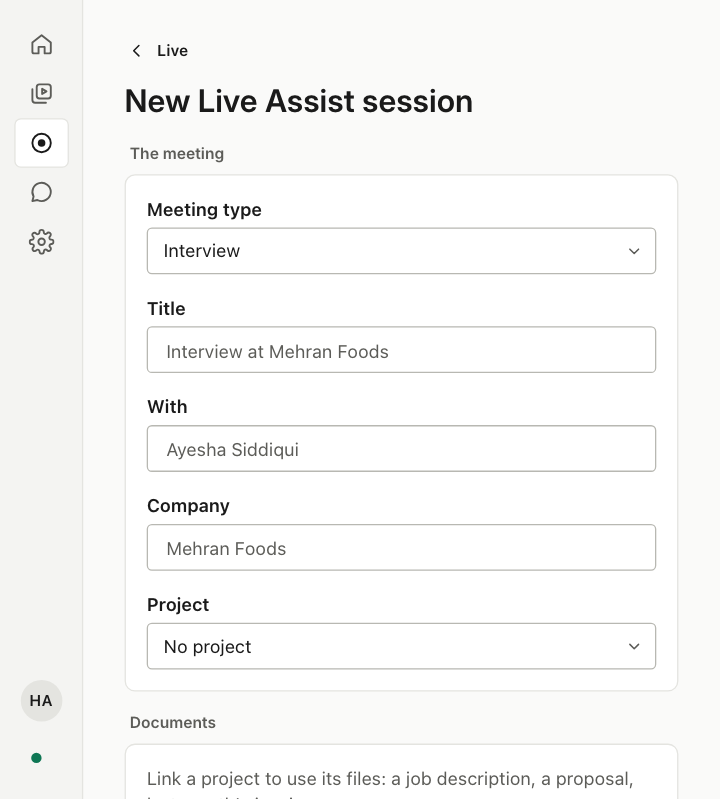 Live
New Live Assist session
The meeting
Meeting type
Interview
Title
Interview at Mehran Foods
With
Ayesha Siddiqui
Company
Mehran Foods
Project
No project
HA
Documents
Link a project to use its files: a job description, a proposal,